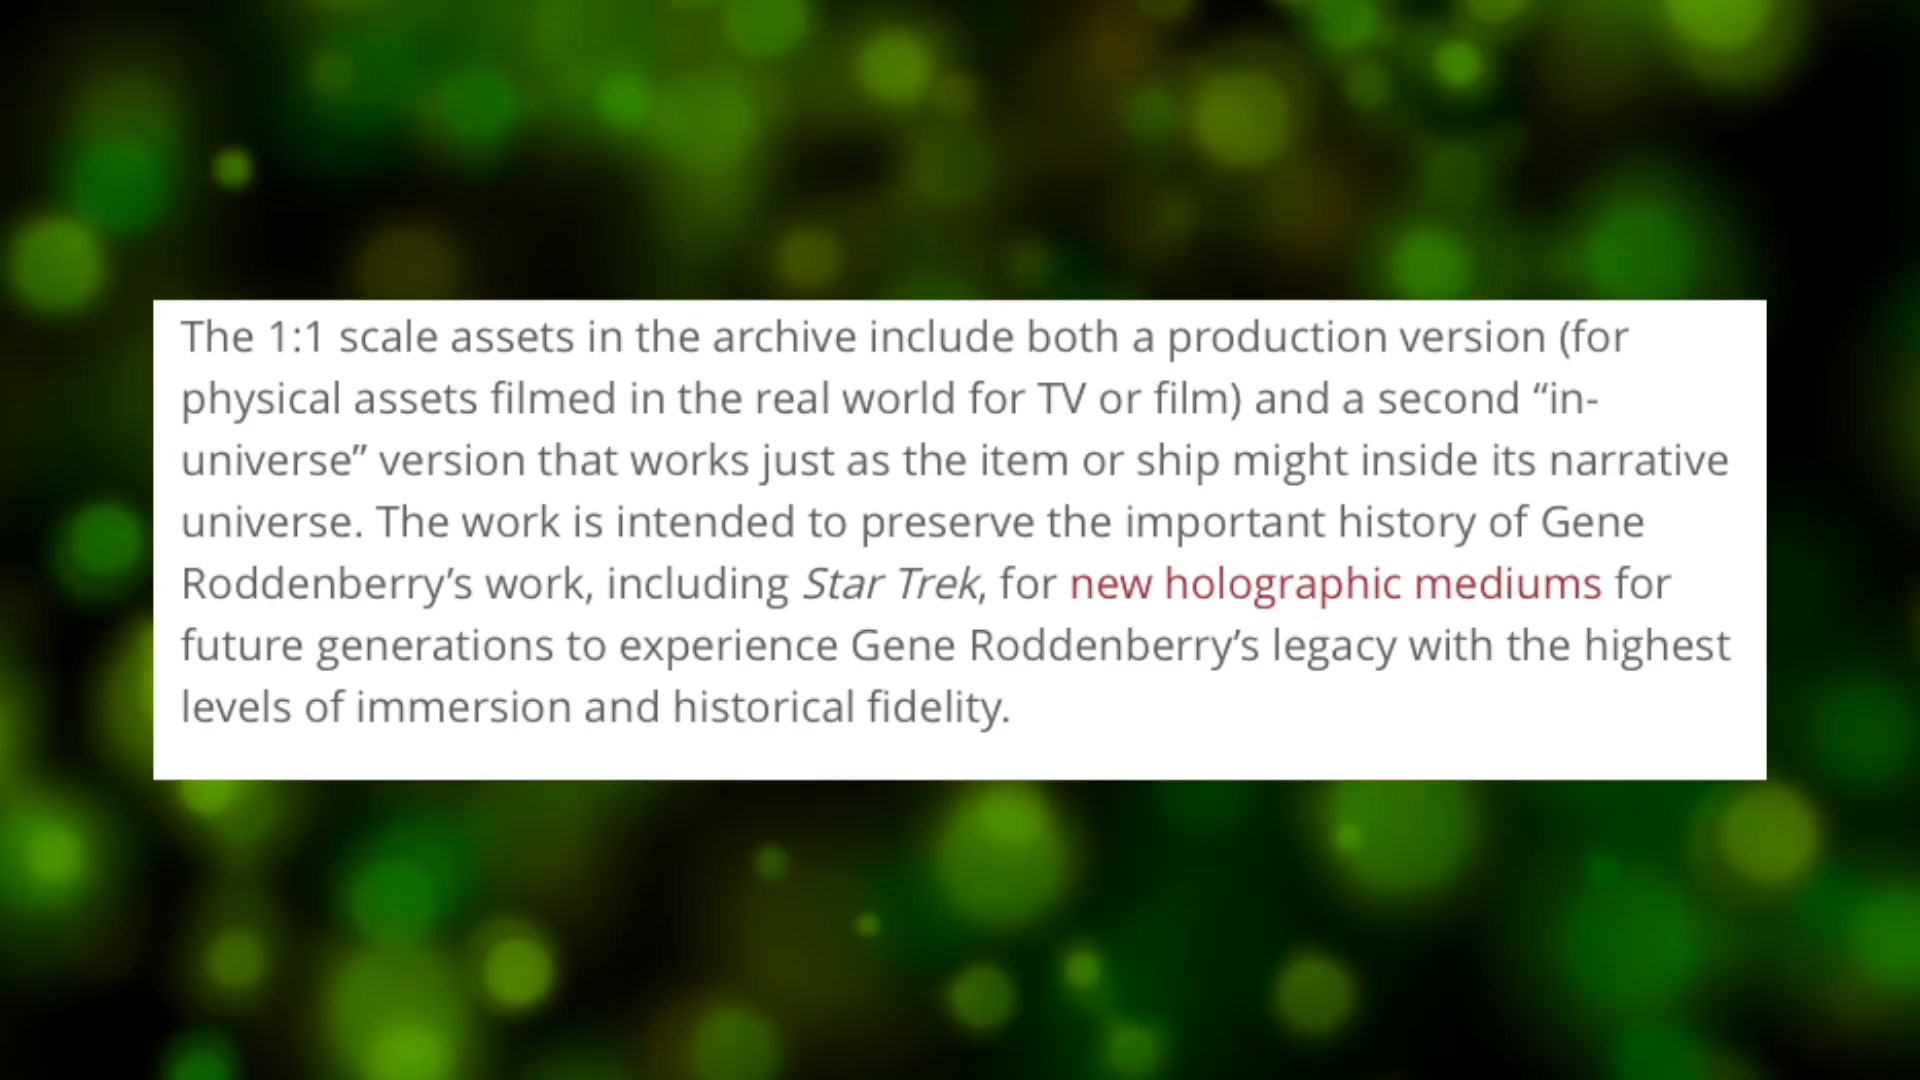 The 1:1 scale assets in the archive include both a production version (for
physical assets filmed in the real world for TV or film) and a second “in-
universe” version that works just as the item or ship might inside its narrative
universe. The work is intended to preserve the important history of Gene
Roddenberry’s work, including Star Trek, for new holographic mediums for
future generations to experience Gene Roddenberry’s legacy with the highest
levels of immersion and historical fidelity.